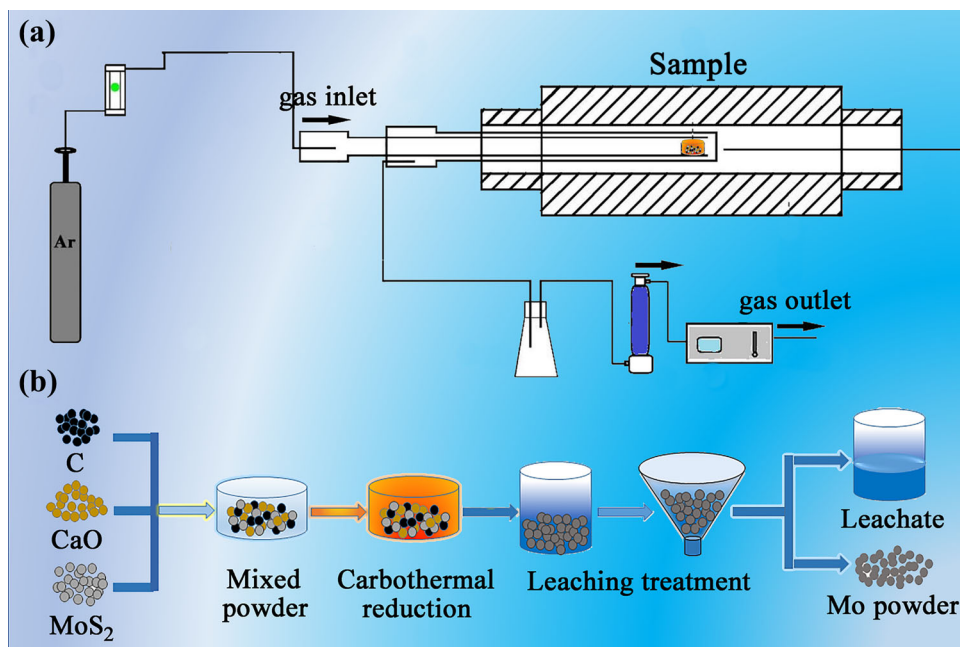 (a)
Sample
gas inlet
Ar
gas outlet
(b)
C
CaO
MoS₂
Mixed
powder
Carbothermal
reduction
Leaching treatment
Leachate
Mo powder